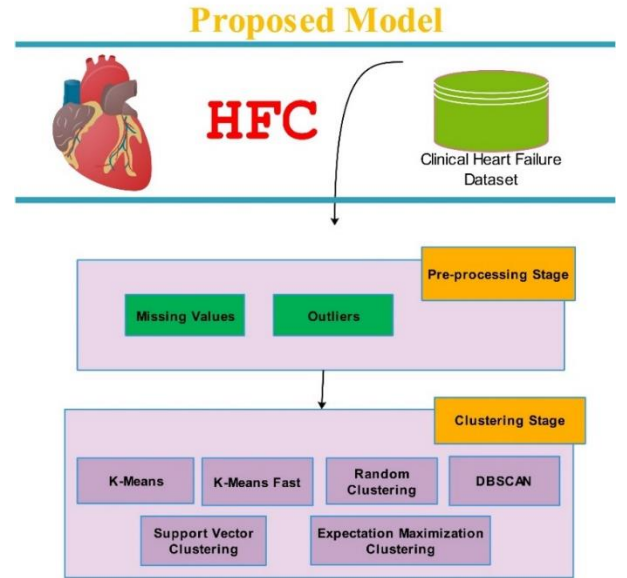 Proposed Model
HFC
Clinical Heart Failure
Dataset
Pre-processing Stage
Missing Values
Outliers
Clustering Stage
K-Means
K-Means Fast
Random
Clustering
DBSCAN
Support Vector
Clustering
Expectation Maximization
Clustering